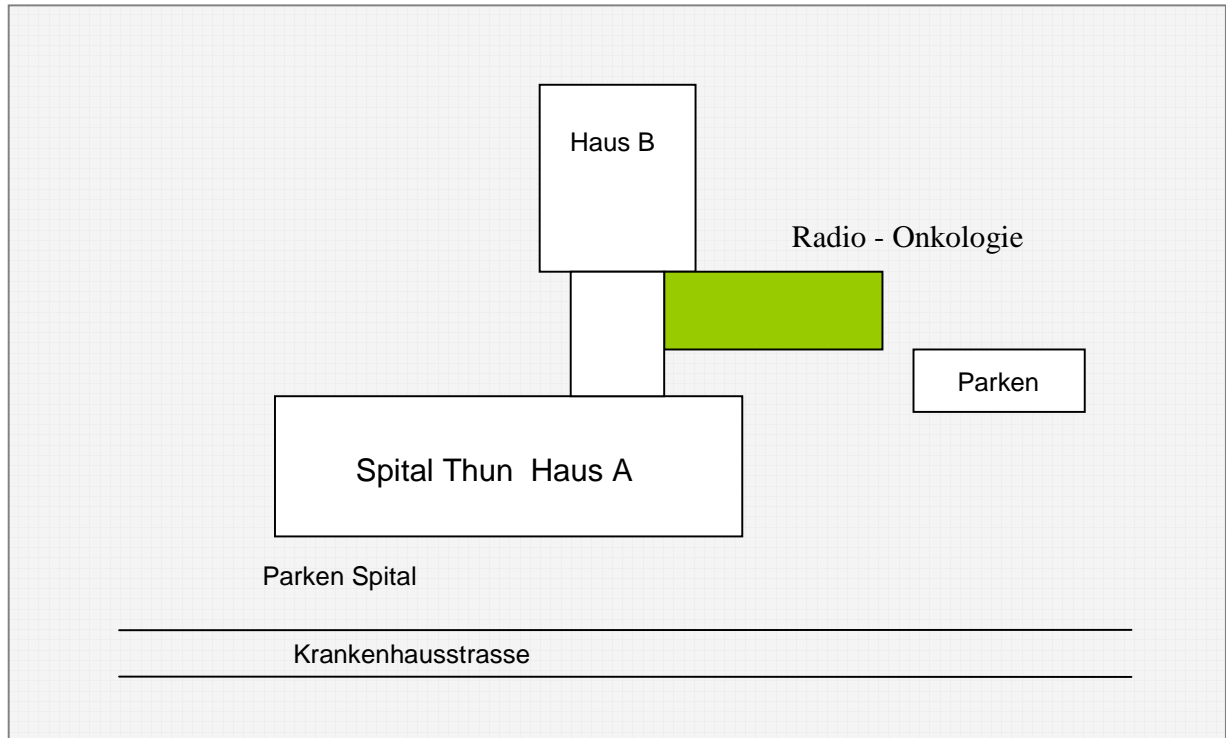 Haus B
Radio - Onkologie
Parken
Spital Thun  Haus A
Parken Spital
Krankenhausstrasse